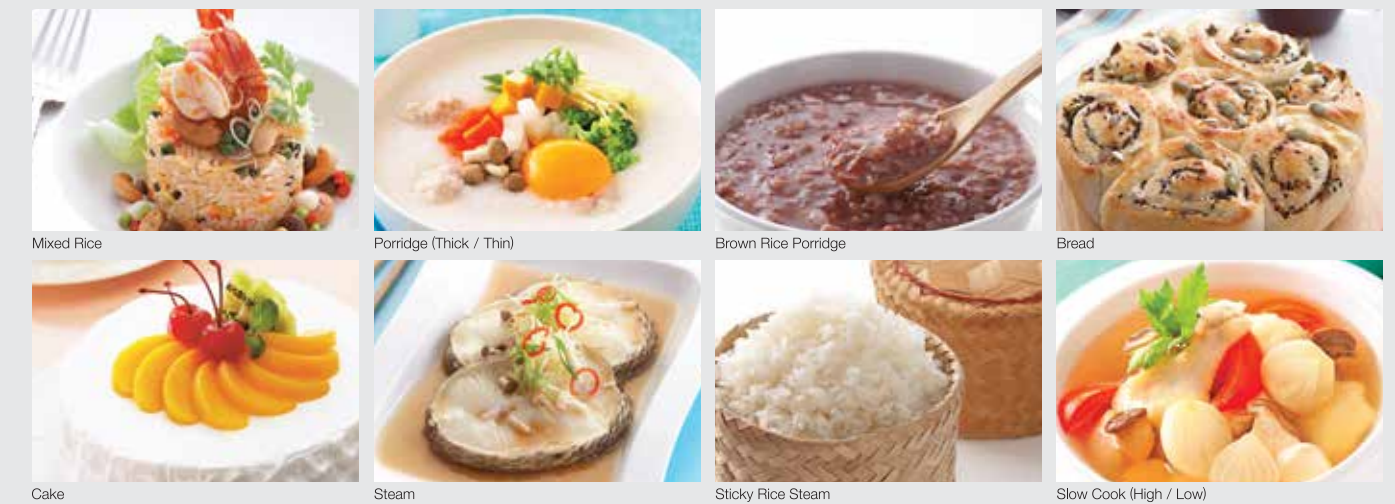 Mixed Rice
Porridge (Thick / Thin)
Brown Rice Porridge
Bread
Cake
Steam
Sticky Rice Steam
Slow Cook (High / Low)